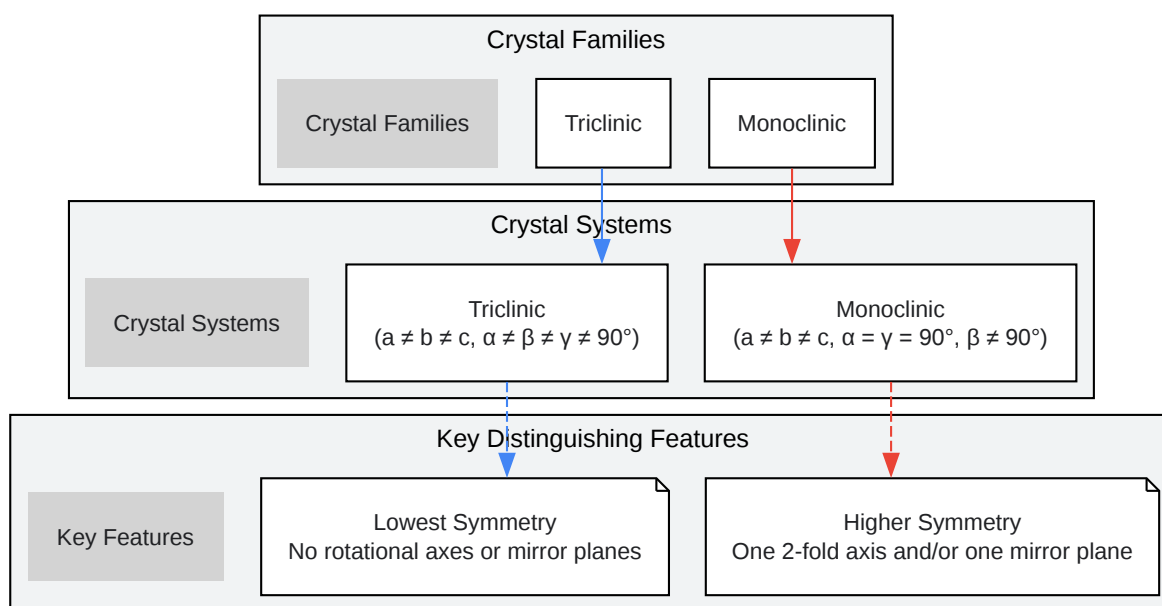 Crystal Families
Crystal Families
Triclinic
Monoclinic
Crystal Systems
Crystal Systems
Triclinic
(a ≠ b ≠ c, α ≠ β ≠ γ ≠ 90°)
Monoclinic
(a ≠ b ≠ c, α = γ = 90°, β ≠ 90°)
Key Distinguishing Features
Key Features
Lowest Symmetry
No rotational axes or mirror planes
Higher Symmetry
One 2-fold axis and/or one mirror plane